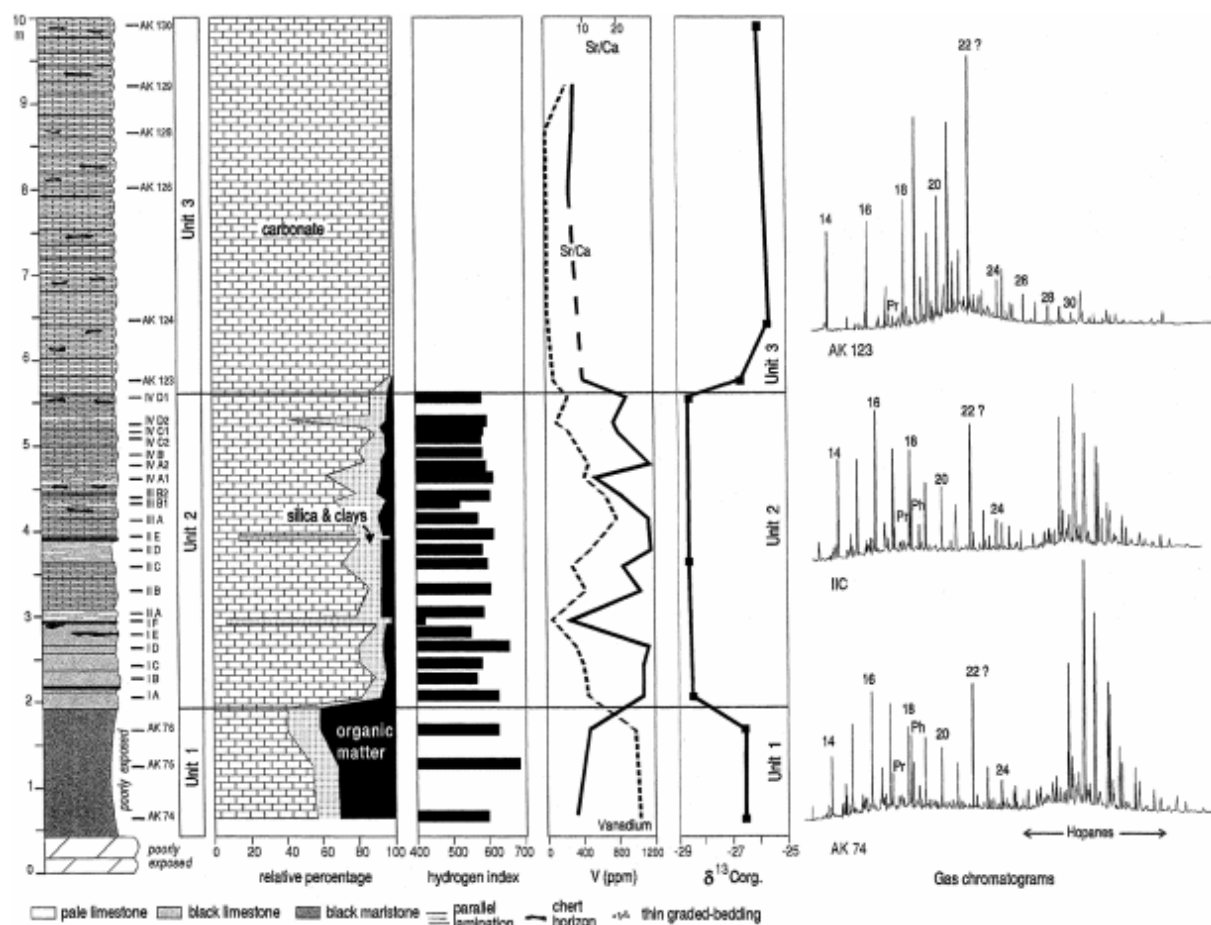 10
m
9
8
7
6
5
4
3
2
1
0
AK 130
AK 129
AK 128
AK 126
AK 124
AK 123
IV D1
IV D2
IV C1
IV C2
IV B
IV A2
IV A1
III B2
III B1
III A
II E
II D
II C
II B
II A
I F
I E
I D
I C
I B
I A
AK 76
AK 75
AK 74
poorly exposed
poorly
exposed
Unit 3
Unit 2
Unit 1
carbonate
silica & clays
organic
matter
0 20 40 60 80 100
relative percentage
400 500 600 700
hydrogen index
10 20
Sr/Ca
Sr/Ca
Vanadium
0 400 800 1200
V (ppm)
Unit 3
Unit 2
Unit 1
-29 -27 -25
δ13Corg.
14
16
18
Pr
20
22 ?
24
26
28
30
AK 123
14
16
18
Pr
Ph
20
22 ?
24
IIC
14
16
18
Pr
Ph
20
22 ?
24
Hopanes
AK 74
Gas chromatograms
pale limestone
black limestone
black marlstone
parallel
lamination
chert
horizon
thin graded-bedding